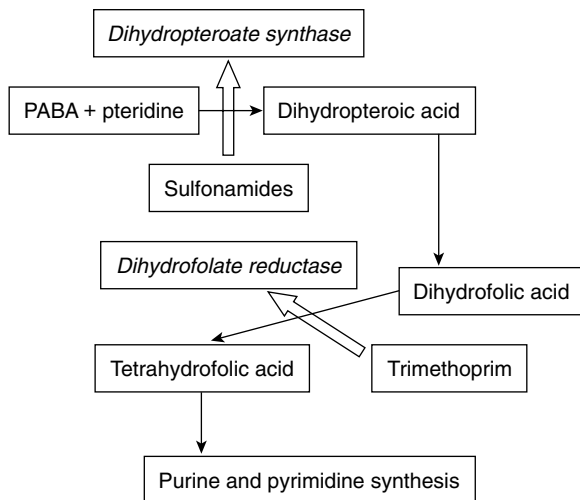 Dihydropteroate synthase
PABA + pteridine
Dihydropteroic acid
Sulfonamides
Dihydrofolate reductase
Dihydrofolic acid
Tetrahydrofolic acid
Trimethoprim
Purine and pyrimidine synthesis